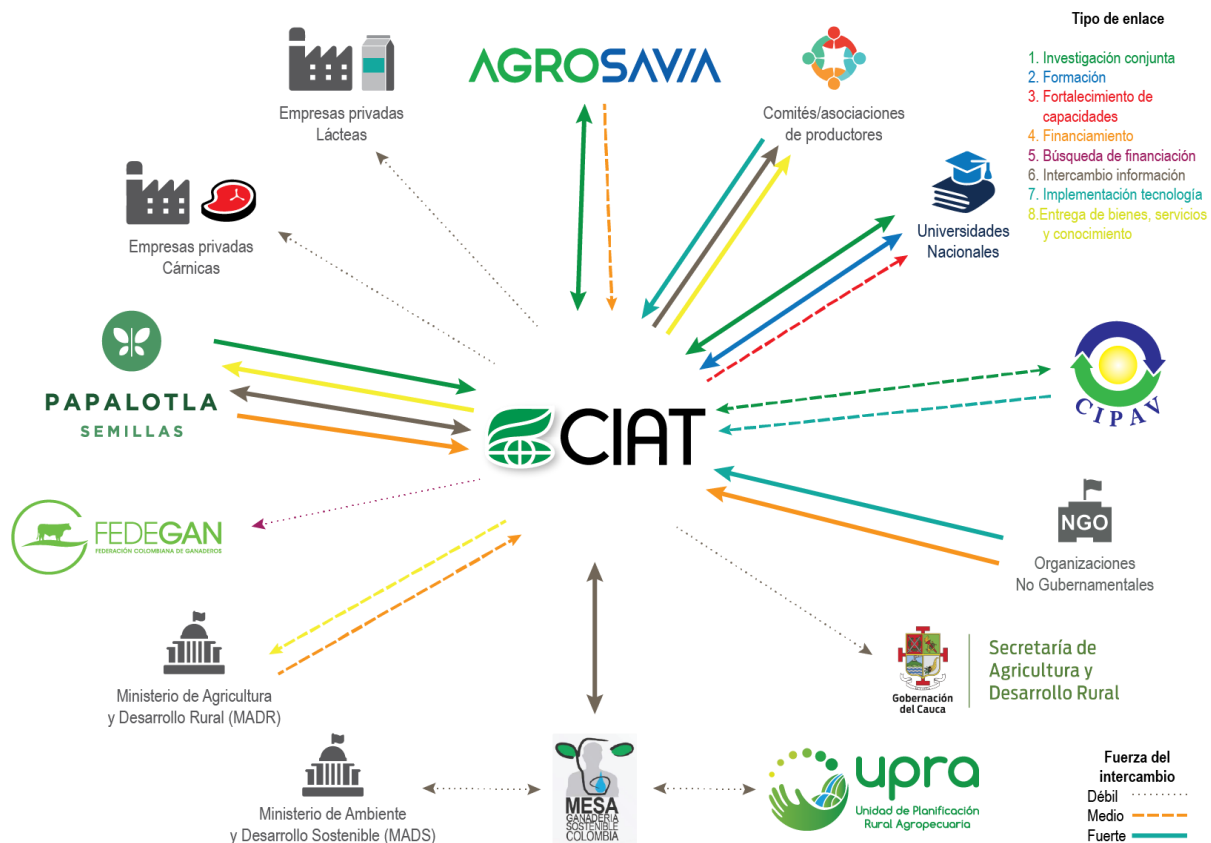 Tipo de enlace
1. Investigación conjunta
2. Formación
3. Fortalecimiento de
capacidades
4. Financiamiento
5. Búsqueda de financiación
6. Intercambio información
7. Implementación tecnología
8.Entrega de bienes, servicios
y conocimiento
AGROSAVIA
Empresas privadas
Lácteas
Comités/asociaciones
de productores
Universidades
Nacionales
Empresas privadas
Cárnicas
PAPALOTLA
SEMILLAS
CIAT
CIPAV
FEDEGAN
FEDERACIÓN COLOMBIANA DE GANADEROS
NGO
Organizaciones
No Gubernamentales
Ministerio de Agricultura
y Desarrollo Rural (MADR)
Gobernación
del Cauca
Secretaría de
Agricultura y
Desarrollo Rural
Ministerio de Ambiente
y Desarrollo Sostenible (MADS)
MESA
GANADERÍA
SOSTENIBLE
COLOMBIA
upra
Unidad de Planificación
Rural Agropecuaria
Fuerza del
intercambio
Débil
Medio
Fuerte